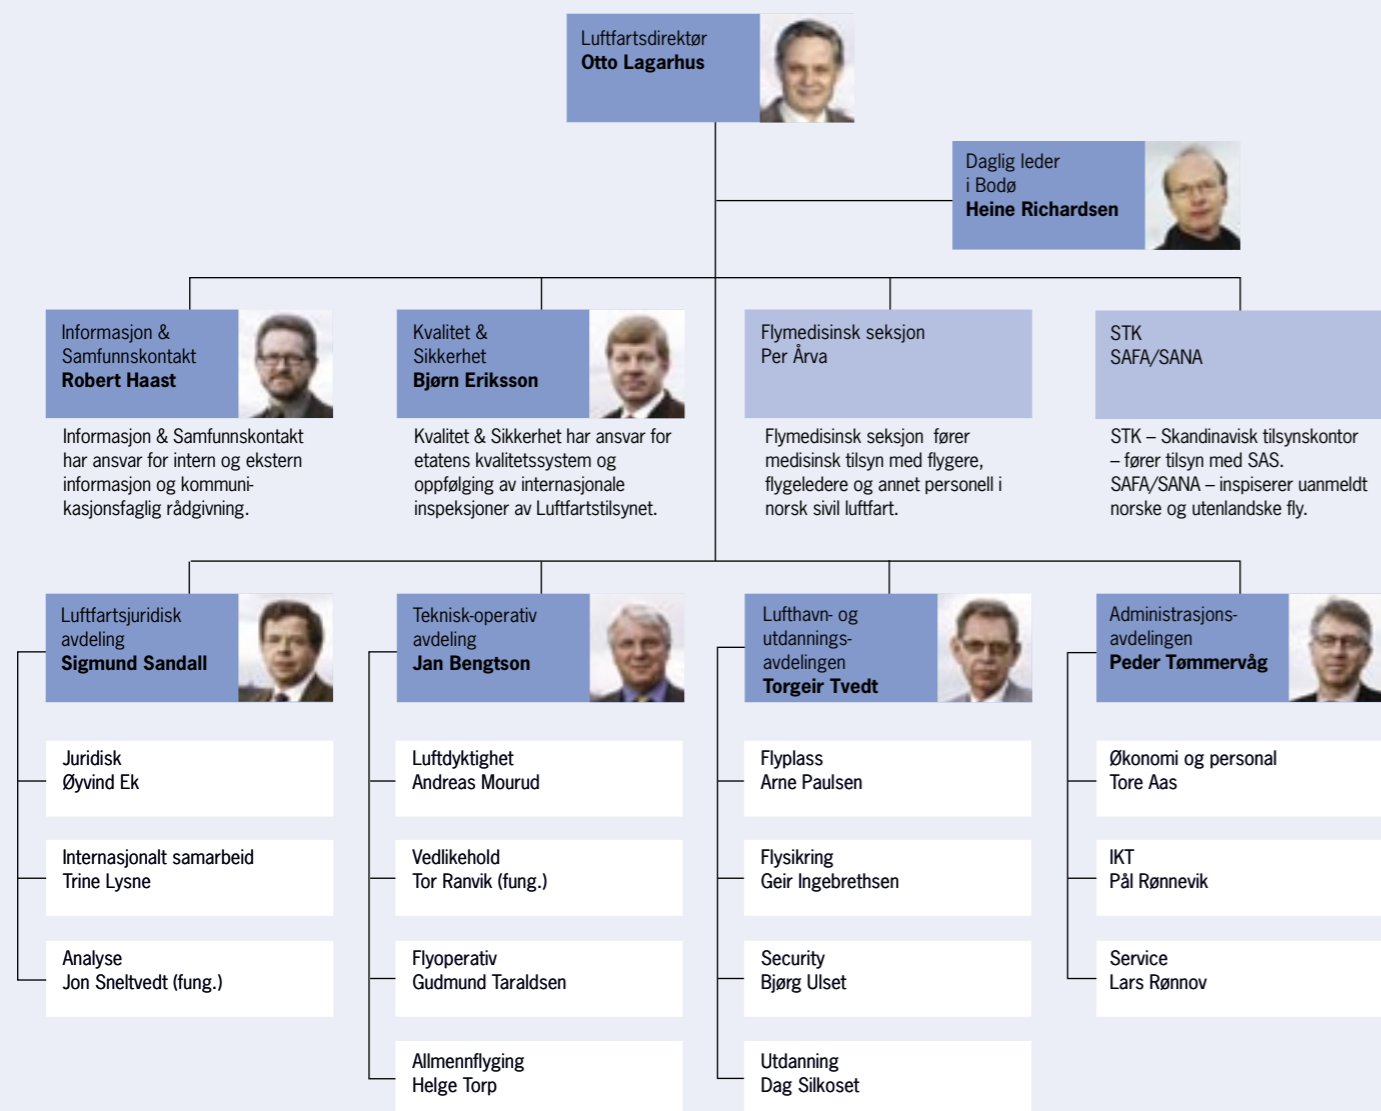 Luftfartsdirektør
Otto Lagarhus
Daglig leder
i Bodø
Heine Richardsen
Informasjon &
Samfunnskontakt
Robert Haast
Informasjon & Samfunnskontakt
har ansvar for intern og ekstern
informasjon og kommuni-
kasjonsfaglig rådgivning.
Kvalitet &
Sikkerhet
Bjørn Eriksson
Kvalitet & Sikkerhet har ansvar for
etatens kvalitetssystem og
oppfølging av internasjonale
inspeksjoner av Luftfartstilsynet.
Flymedisinsk seksjon
Per Årva
Flymedisinsk seksjon fører
medisinsk tilsyn med flygere,
flygeledere og annet personell i
norsk sivil luftfart.
STK
SAFA/SANA
STK – Skandinavisk tilsynskontor
– fører tilsyn med SAS.
SAFA/SANA – inspiserer uanmeldt
norske og utenlandske fly.
Luftfartsjuridisk
avdeling
Sigmund Sandall
Juridisk
Øyvind Ek
Internasjonalt samarbeid
Trine Lysne
Analyse
Jon Sneltvedt (fung.)
Teknisk-operativ
avdeling
Jan Bengtson
Luftdyktighet
Andreas Mourud
Vedlikehold
Tor Ranvik (fung.)
Flyoperativ
Gudmund Taraldsen
Allmennflyging
Helge Torp
Lufthavn- og
utdannings-
avdelingen
Torgeir Tvedt
Flyplass
Arne Paulsen
Flysikring
Geir Ingebrethsen
Security
Bjørg Ulset
Utdanning
Dag Silkoset
Administrasjons-
avdelingen
Peder Tømmervåg
Økonomi og personal
Tore Aas
IKT
Pål Rønnevik
Service
Lars Rønnov